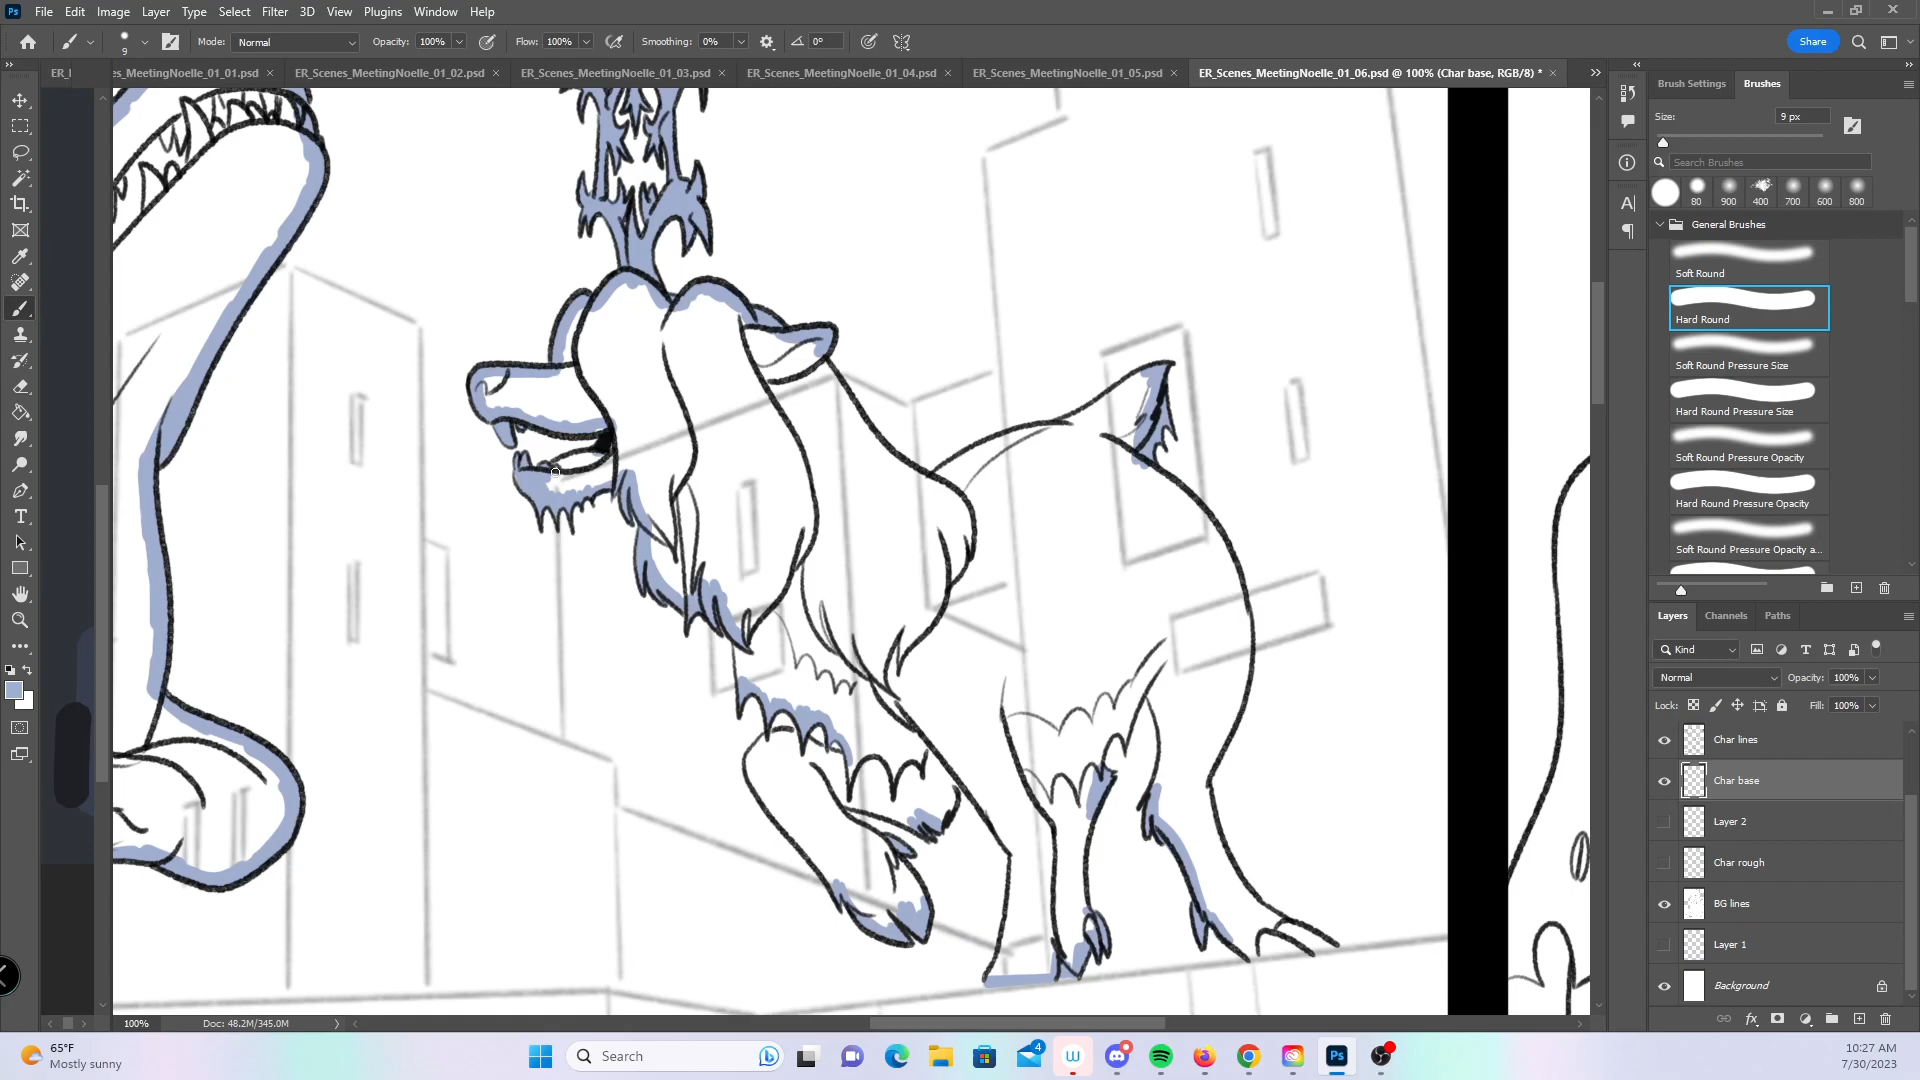 Ps File Edit Image Layer Type Select Filter 3D View Plugins Window Help
9 Mode: Normal Opacity: 100% Flow: 100% Smoothing: 0% 0° Share
ER_I es_MeetingNoelle_01_01.psd × ER_Scenes_MeetingNoelle_01_02.psd × ER_Scenes_MeetingNoelle_01_03.psd × ER_Scenes_MeetingNoelle_01_04.psd × ER_Scenes_MeetingNoelle_01_05.psd × ER_Scenes_MeetingNoelle_01_06.psd @ 100% (Char base, RGB/8) * ×
Brush Settings Brushes
Size: 9 px
Search Brushes
80 900 400 700 600 800
General Brushes
Soft Round
Hard Round
Soft Round Pressure Size
Hard Round Pressure Size
Soft Round Pressure Opacity
Hard Round Pressure Opacity
Soft Round Pressure Opacity a...
Layers Channels Paths
Kind
Normal Opacity: 100%
Lock: Fill: 100%
Char lines
Char base
Layer 2
Char rough
BG lines
Layer 1
Background
100% Doc: 48.2M/345.0M
65°F
Mostly sunny
Search
4
Ps
10:27 AM
7/30/2023